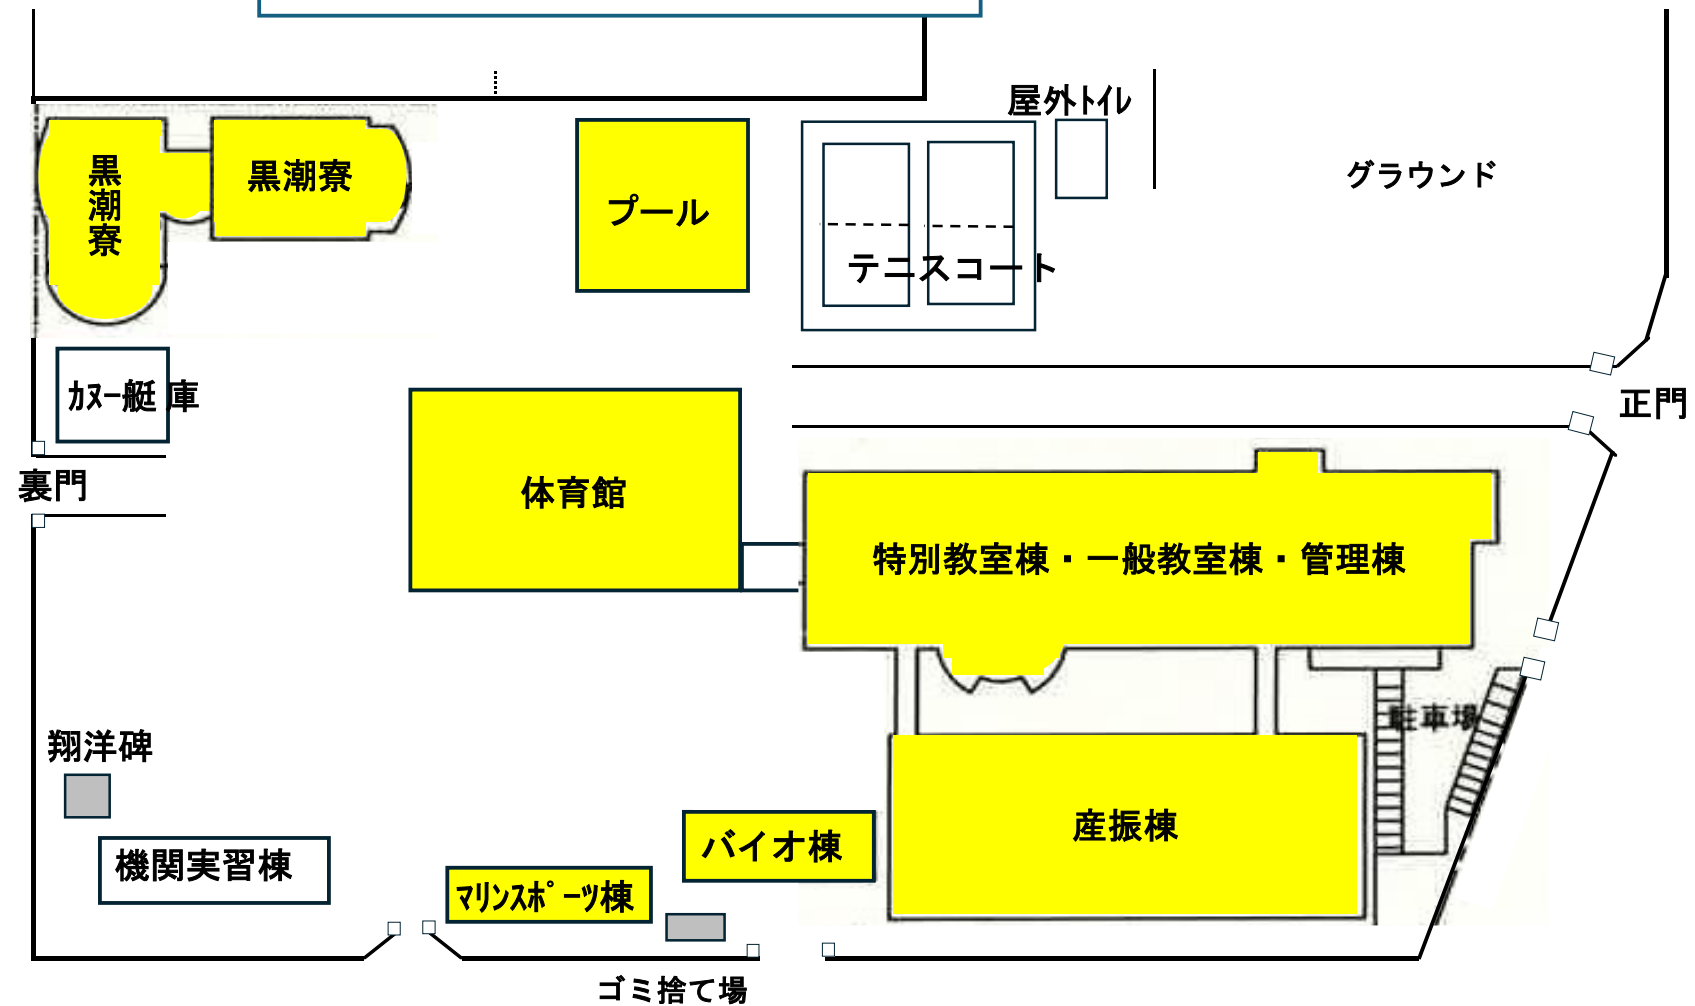 屋外ﾄｲﾚ
黒潮寮
黒潮寮
プール
グラウンド
テニスコート
ｶﾇｰ艇庫
正門
裏門
体育館
特別教室棟・一般教室棟・管理棟
駐車場
翔洋碑
産振棟
バイオ棟
機関実習棟
ﾏﾘﾝｽﾎﾟｰﾂ棟
ゴミ捨て場